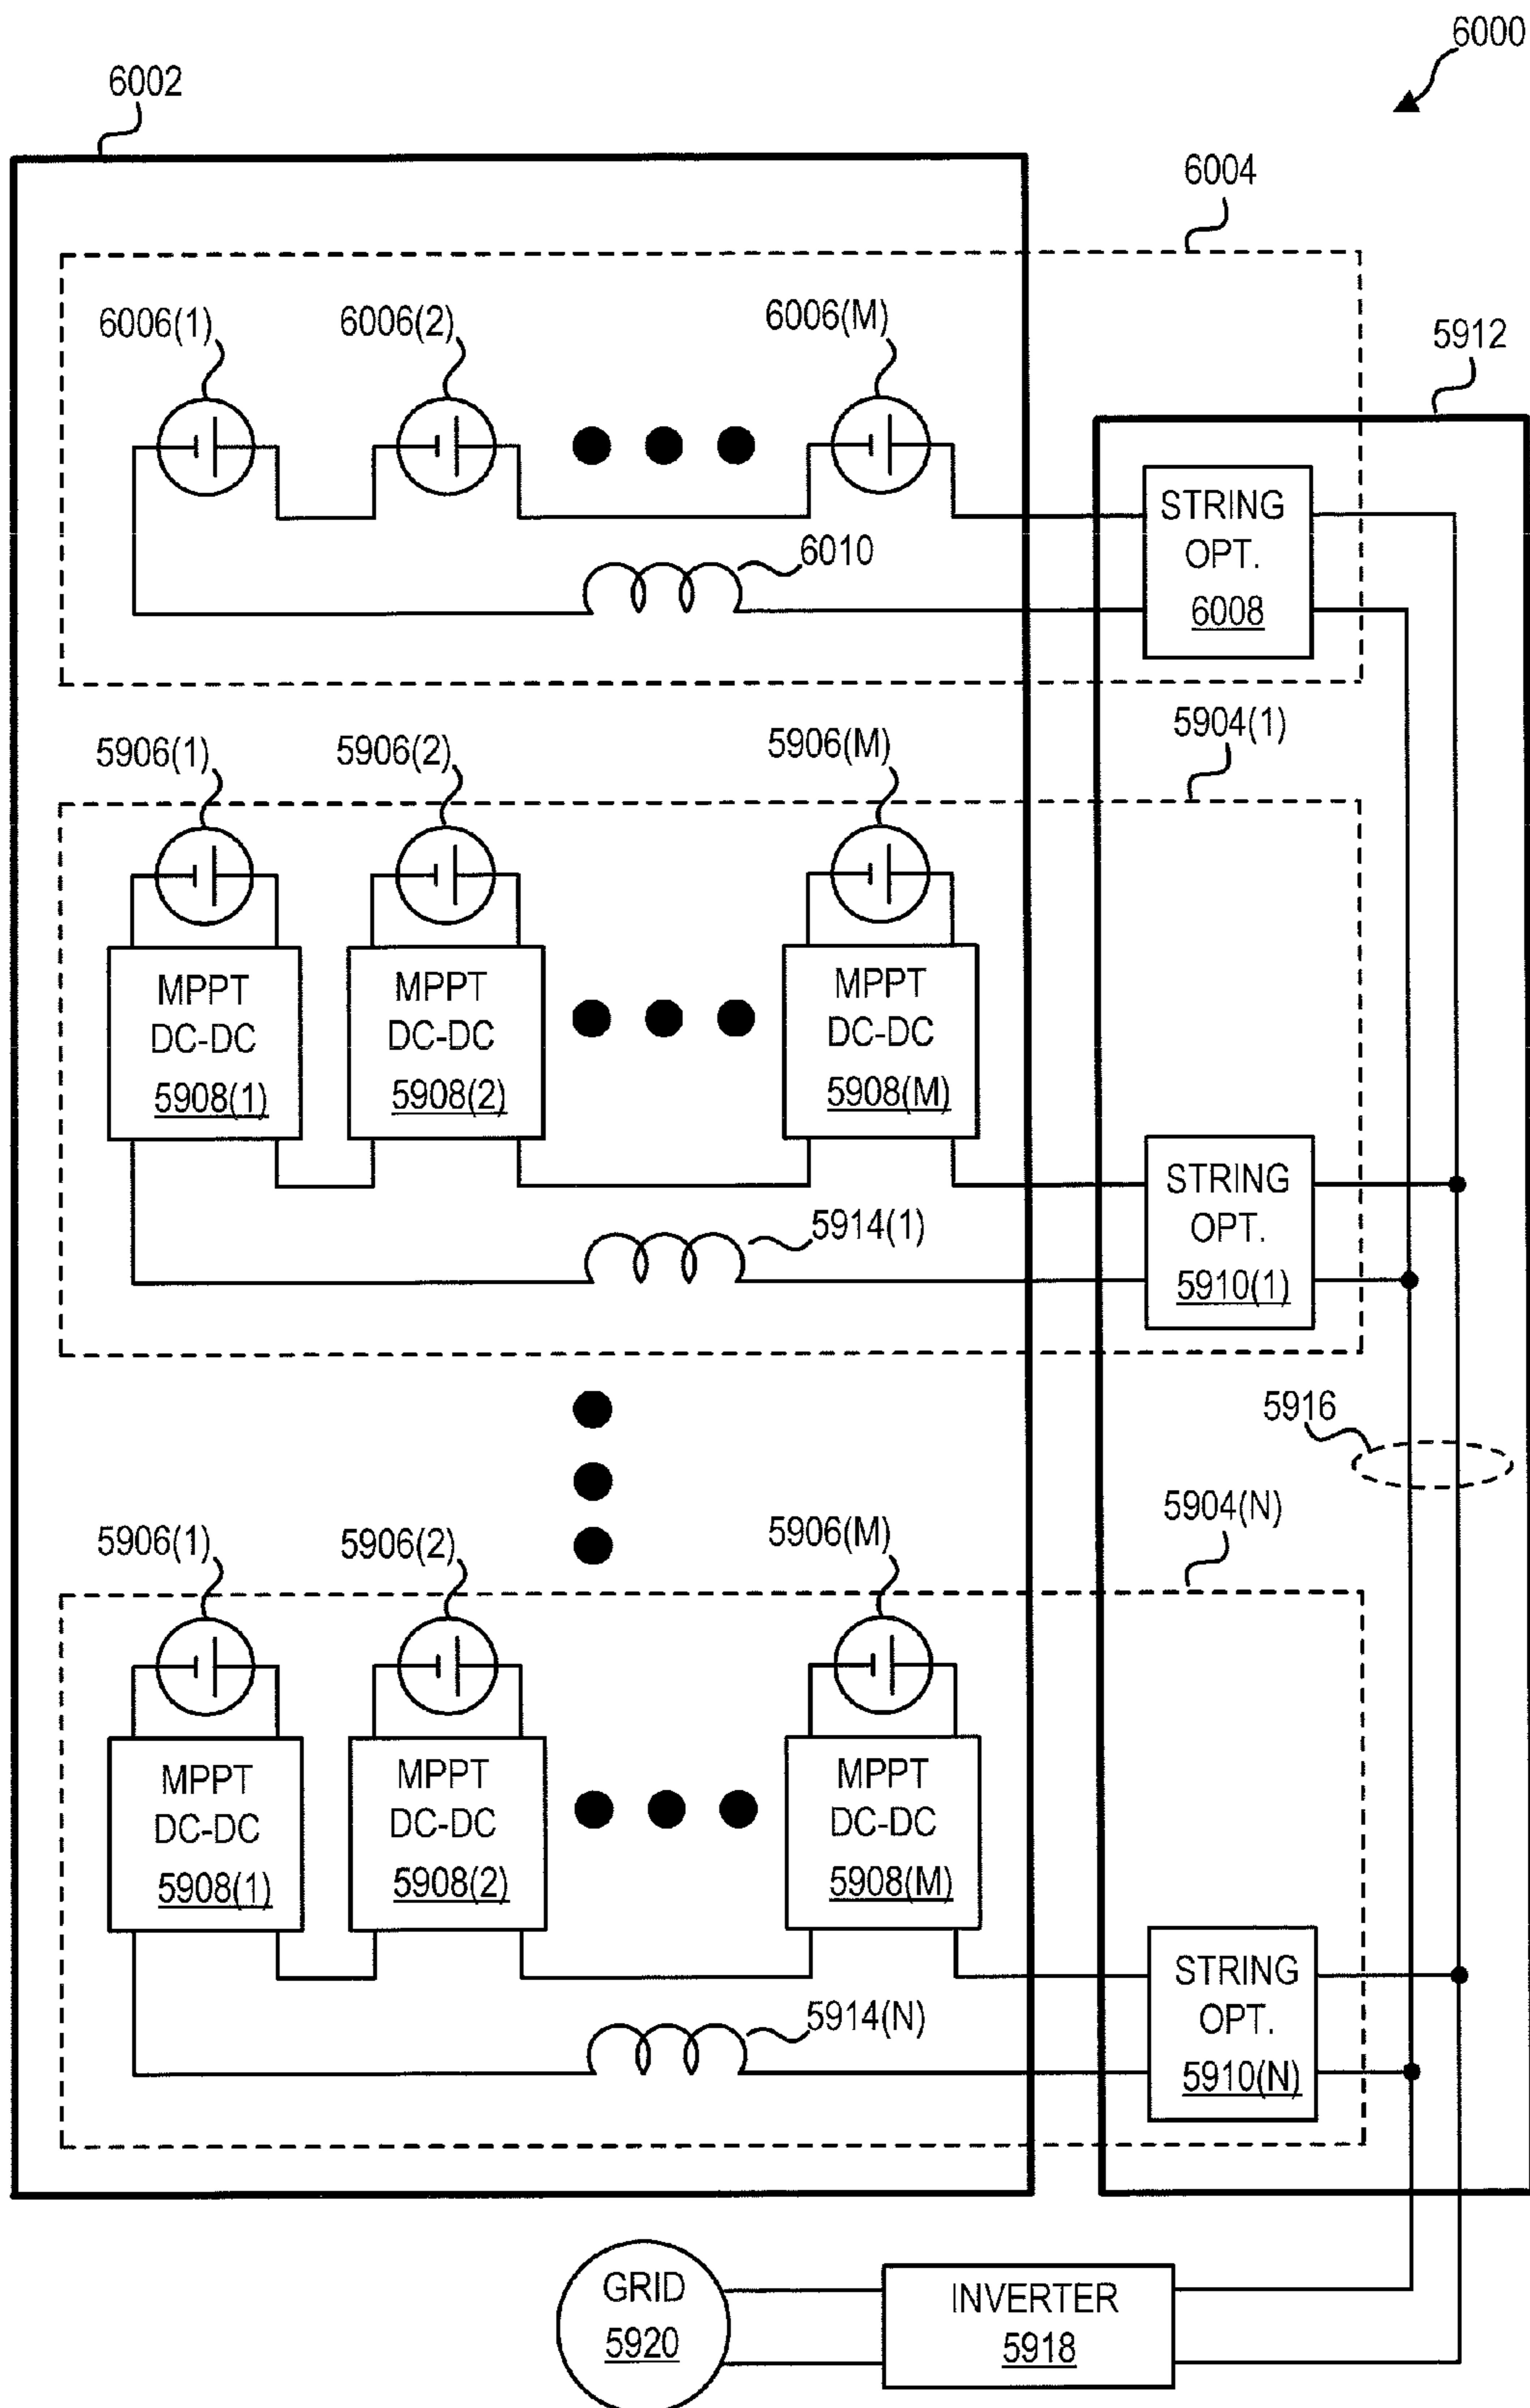 6000
6002
6004
6006(1)
6006(2)
6006(M)
5912
STRING
OPT.
6008
6010
5904(1)
5906(1)
5906(2)
5906(M)
MPPT
DC-DC
5908(1)
MPPT
DC-DC
5908(2)
MPPT
DC-DC
5908(M)
STRING
OPT.
5910(1)
5914(1)
5916
5904(N)
5906(1)
5906(2)
5906(M)
MPPT
DC-DC
5908(1)
MPPT
DC-DC
5908(2)
MPPT
DC-DC
5908(M)
STRING
OPT.
5910(N)
5914(N)
GRID
5920
INVERTER
5918